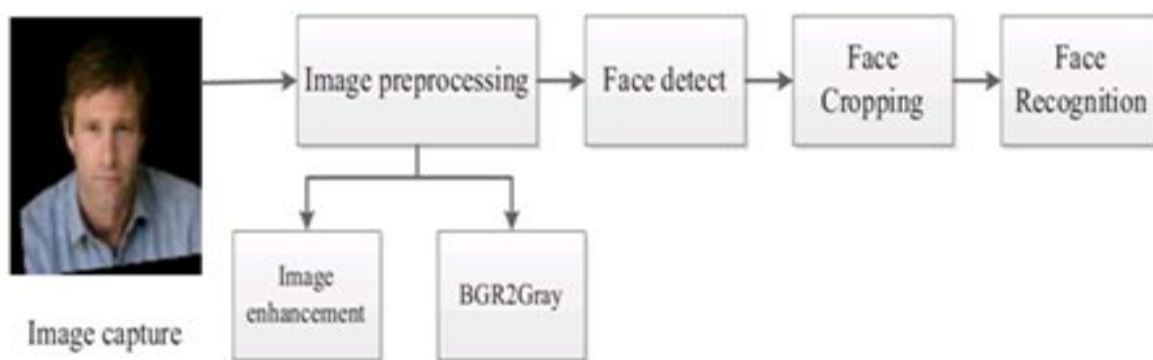 Image preprocessing
Face detect
Face
Cropping
Face
Recognition
Image
enhancement
BGR2Gray
Image capture